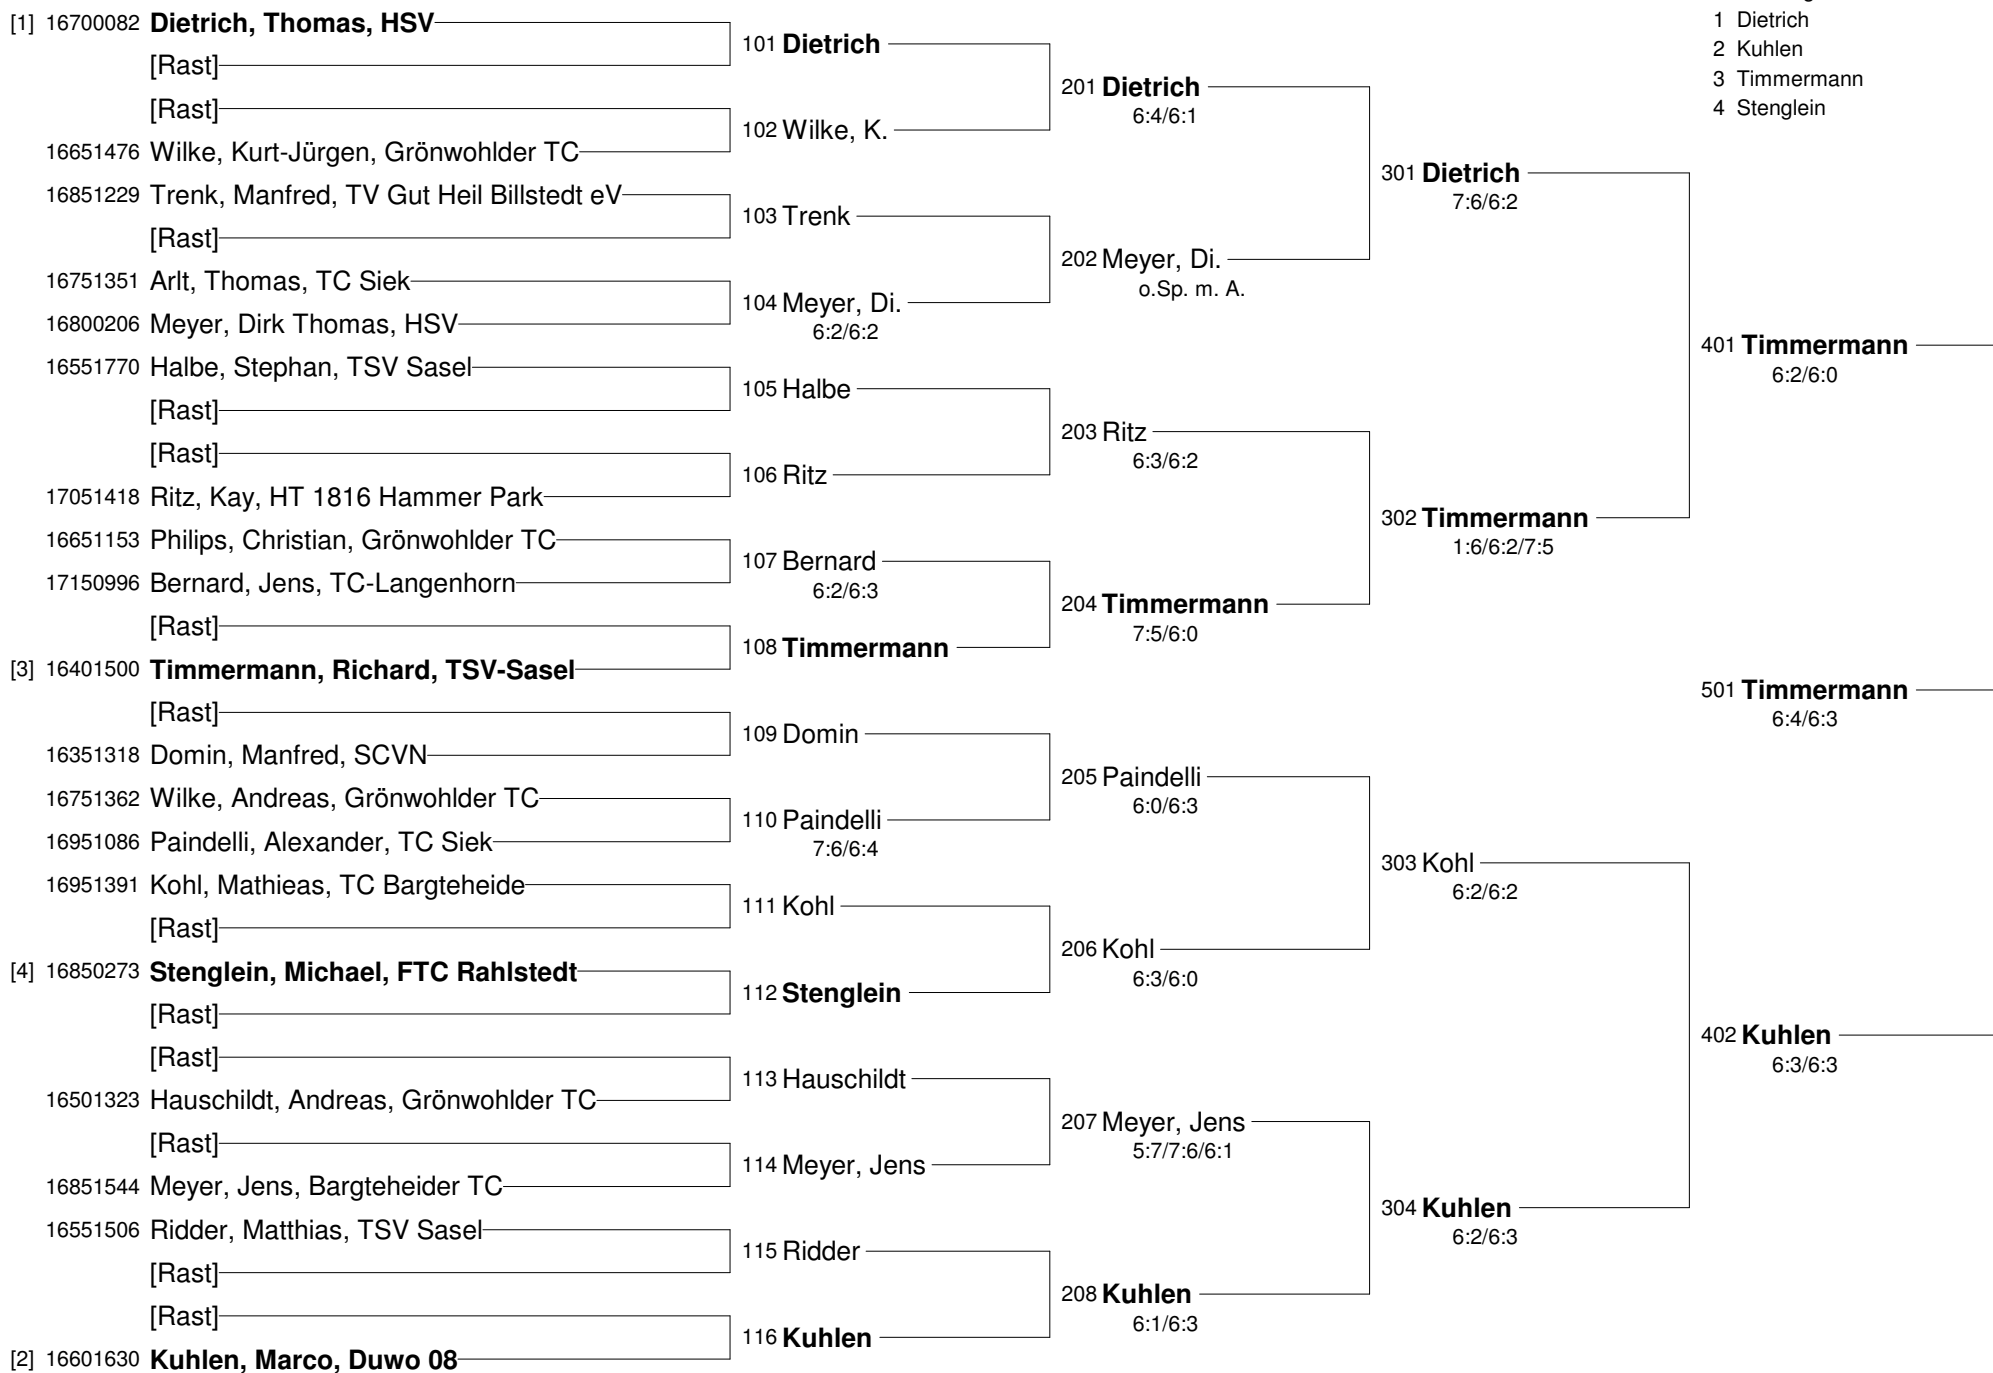 1 Dietrich
2 Kuhlen
3 Timmermann
4 Stenglein
[1] 16700082 Dietrich, Thomas, HSV
[Rast]
[Rast]
16651476 Wilke, Kurt-Jürgen, Grönwohlder TC
16851229 Trenk, Manfred, TV Gut Heil Billstedt eV
[Rast]
16751351 Arlt, Thomas, TC Siek
16800206 Meyer, Dirk Thomas, HSV
16551770 Halbe, Stephan, TSV Sasel
[Rast]
[Rast]
17051418 Ritz, Kay, HT 1816 Hammer Park
16651153 Philips, Christian, Grönwohlder TC
17150996 Bernard, Jens, TC-Langenhorn
[Rast]
[3] 16401500 Timmermann, Richard, TSV-Sasel
[Rast]
16351318 Domin, Manfred, SCVN
16751362 Wilke, Andreas, Grönwohlder TC
16951086 Paindelli, Alexander, TC Siek
16951391 Kohl, Mathieas, TC Bargteheide
[Rast]
[4] 16850273 Stenglein, Michael, FTC Rahlstedt
[Rast]
[Rast]
16501323 Hauschildt, Andreas, Grönwohlder TC
[Rast]
16851544 Meyer, Jens, Bargteheider TC
16551506 Ridder, Matthias, TSV Sasel
[Rast]
[Rast]
[2] 16601630 Kuhlen, Marco, Duwo 08
101 Dietrich
102 Wilke, K.
103 Trenk
104 Meyer, Di.
6:2/6:2
105 Halbe
106 Ritz
107 Bernard
6:2/6:3
108 Timmermann
109 Domin
110 Paindelli
7:6/6:4
111 Kohl
112 Stenglein
113 Hauschildt
114 Meyer, Jens
115 Ridder
116 Kuhlen
201 Dietrich
6:4/6:1
202 Meyer, Di.
o.Sp. m. A.
203 Ritz
6:3/6:2
204 Timmermann
7:5/6:0
205 Paindelli
6:0/6:3
206 Kohl
6:3/6:0
207 Meyer, Jens
5:7/7:6/6:1
208 Kuhlen
6:1/6:3
301 Dietrich
7:6/6:2
302 Timmermann
1:6/6:2/7:5
303 Kohl
6:2/6:2
304 Kuhlen
6:2/6:3
401 Timmermann
6:2/6:0
501 Timmermann
6:4/6:3
402 Kuhlen
6:3/6:3